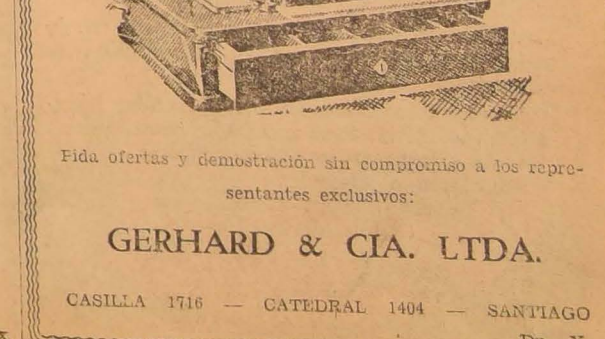 Pida ofertas y demostración sin compromiso a los repre-
sentantes exclusivos:
GERHARD & CIA. LTDA.
CASILLA 1716 — CATEDRAL 1404 — SANTIAGO